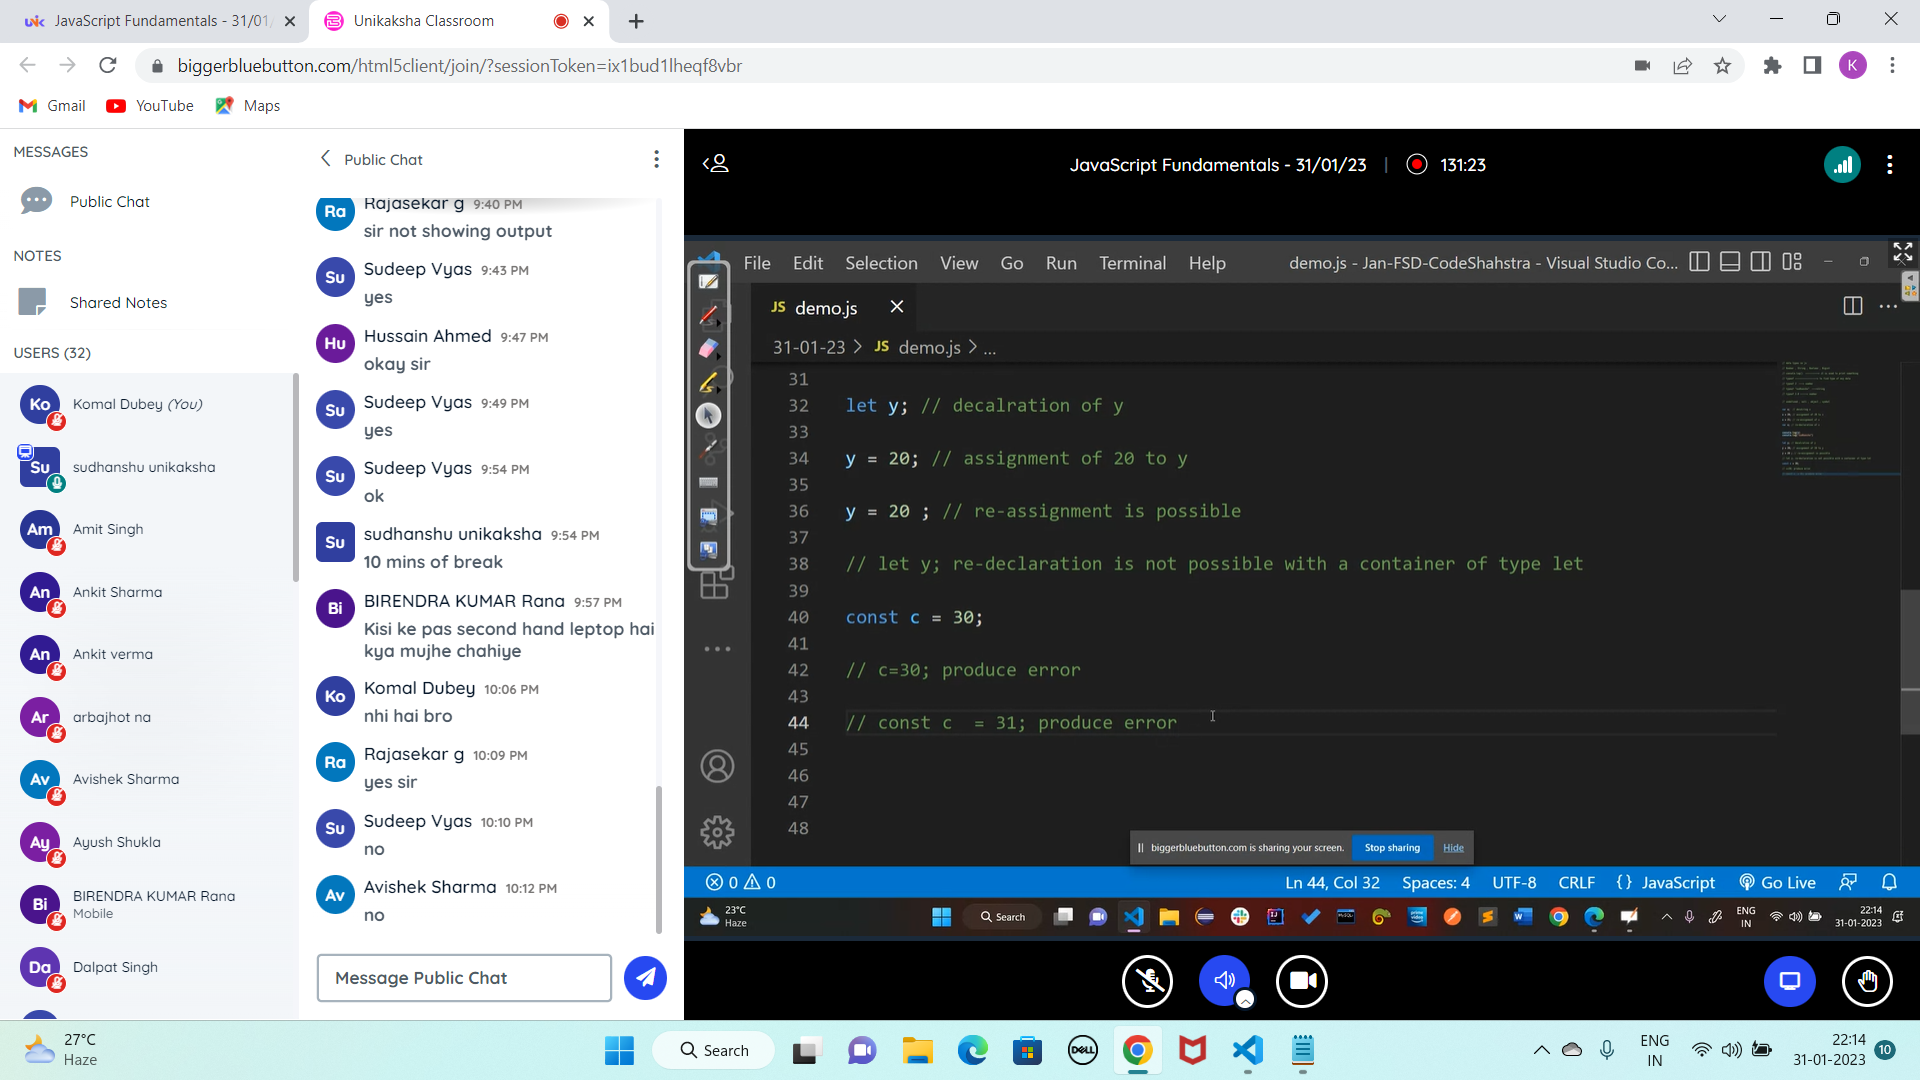 JavaScript Fundamentals - 31/01/
Unikaksha Classroom
biggerbluebutton.com/html5client/join/?sessionToken=ix1bud1lheqf8vbr
K
Gmail
YouTube
Maps
MESSAGES
Public Chat
NOTES
Shared Notes
USERS (32)
Ko
Komal Dubey (You)
Su
sudhanshu unikaksha
Am
Amit Singh
An
Ankit Sharma
An
Ankit verma
Ar
arbajhot na
Av
Avishek Sharma
Ay
Ayush Shukla
Bi
BIRENDRA KUMAR Rana
Mobile
Da
Dalpat Singh
Public Chat
Ra
Rajasekar g 9:40 PM
sir not showing output
Su
Sudeep Vyas 9:43 PM
yes
Hu
Hussain Ahmed 9:47 PM
okay sir
Su
Sudeep Vyas 9:49 PM
yes
Su
Sudeep Vyas 9:54 PM
ok
Su
sudhanshu unikaksha 9:54 PM
10 mins of break
Bi
BIRENDRA KUMAR Rana 9:57 PM
Kisi ke pas second hand leptop hai
kya mujhe chahiye
Ko
Komal Dubey 10:06 PM
nhi hai bro
Ra
Rajasekar g 10:09 PM
yes sir
Su
Sudeep Vyas 10:10 PM
no
Av
Avishek Sharma 10:12 PM
no
Message Public Chat
JavaScript Fundamentals - 31/01/23 | 131:23
File Edit Selection View Go Run Terminal Help
demo.js - Jan-FSD-CodeShahstra - Visual Studio Co...
JS demo.js
31-01-23 > JS demo.js > ...
31
32 let y; // decalration of y
33
34 y = 20; // assignment of 20 to y
35
36 y = 20 ; // re-assignment is possible
37
38 // let y; re-declaration is not possible with a container of type let
39
40 const c = 30;
41
42 // c=30; produce error
43
44 // const c  = 31; produce error
45
46
47
48
biggerbluebutton.com is sharing your screen. Stop sharing Hide
0 0
Ln 44, Col 32 Spaces: 4 UTF-8 CRLF {} JavaScript Go Live
23°C
Haze
Search
ENG
IN
22:14
31-01-2023
27°C
Haze
Search
DELL
ENG
IN
22:14
31-01-2023
10